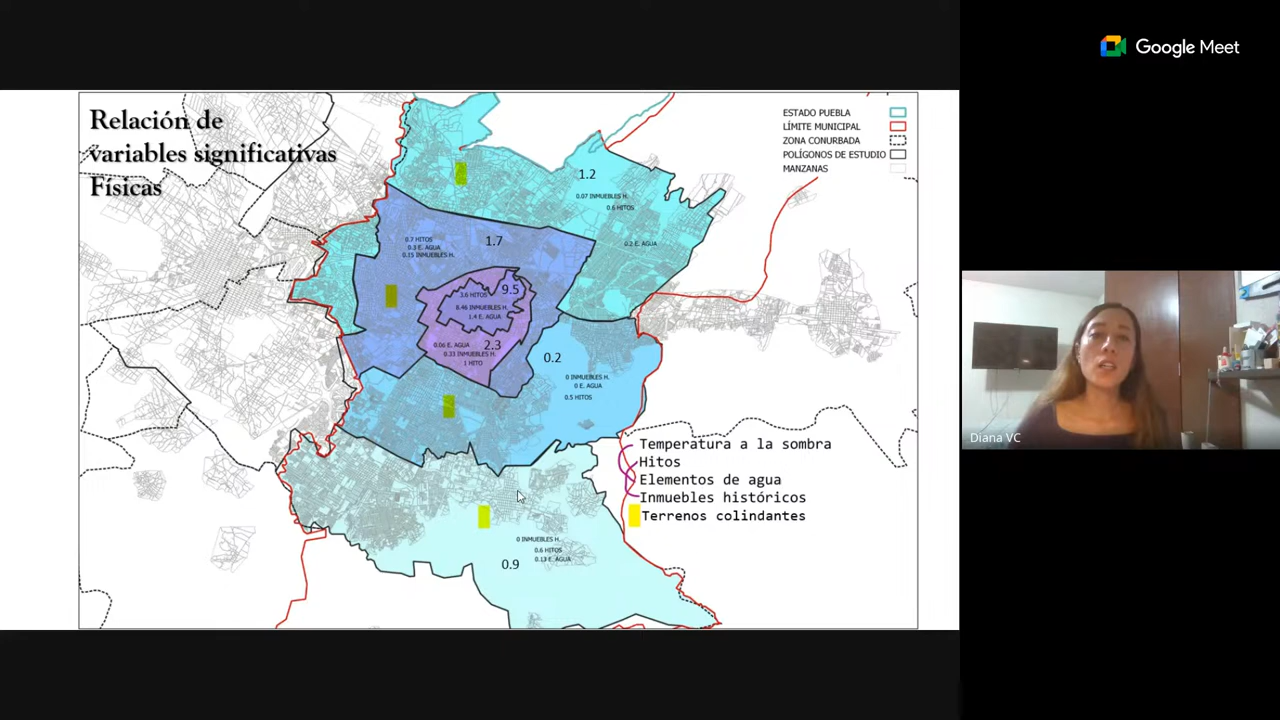 Google Meet
Relación de
variables significativas
Físicas
ESTADO PUEBLA
LÍMITE MUNICIPAL
ZONA CONURBADA
POLÍGONOS DE ESTUDIO
MANZANAS
1.2
0.07 INMUEBLES H.
0.6 HITOS
0.2 E. AGUA
1.7
0.7 HITOS
0.3 E. AGUA
0.15 INMUEBLES H.
9.5
3.6 HITOS
8.46 INMUEBLES H.
1.4 E. AGUA
2.3
0.06 E. AGUA
0.33 INMUEBLES H.
1 HITO
0.2
0 INMUEBLES H.
0 E. AGUA
0.5 HITOS
Temperatura a la sombra
Hitos
Elementos de agua
Inmuebles históricos
Terrenos colindantes
0 INMUEBLES H.
0.6 HITOS
0.13 E. AGUA
0.9
Diana VC